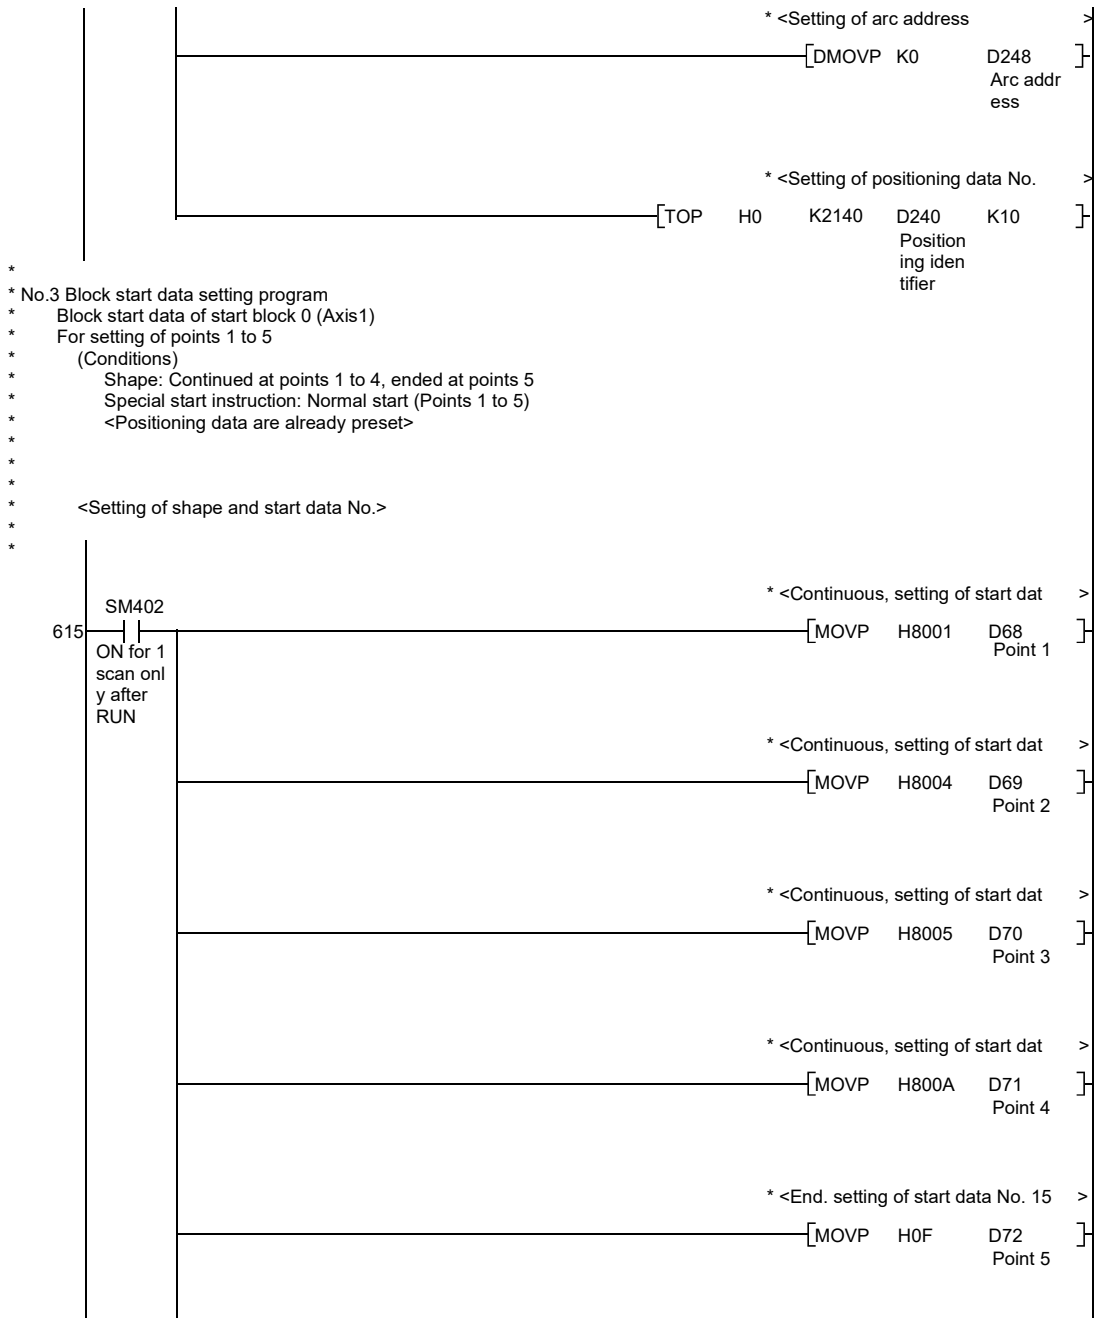 * <Setting of arc address >
DMOVP K0 D248
Arc addr
ess
* <Setting of positioning data No. >
TOP H0 K2140 D240 K10
Position
ing iden
tifier
*
* No.3 Block start data setting program
* Block start data of start block 0 (Axis1)
* For setting of points 1 to 5
* (Conditions)
* Shape: Continued at points 1 to 4, ended at points 5
* Special start instruction: Normal start (Points 1 to 5)
* <Positioning data are already preset>
*
*
*
* <Setting of shape and start data No.>
*
*
* <Continuous, setting of start dat >
SM402
615 MOVP H8001 D68
Point 1
ON for 1
scan onl
y after
RUN
* <Continuous, setting of start dat >
MOVP H8004 D69
Point 2
* <Continuous, setting of start dat >
MOVP H8005 D70
Point 3
* <Continuous, setting of start dat >
MOVP H800A D71
Point 4
* <End. setting of start data No. 15 >
MOVP H0F D72
Point 5